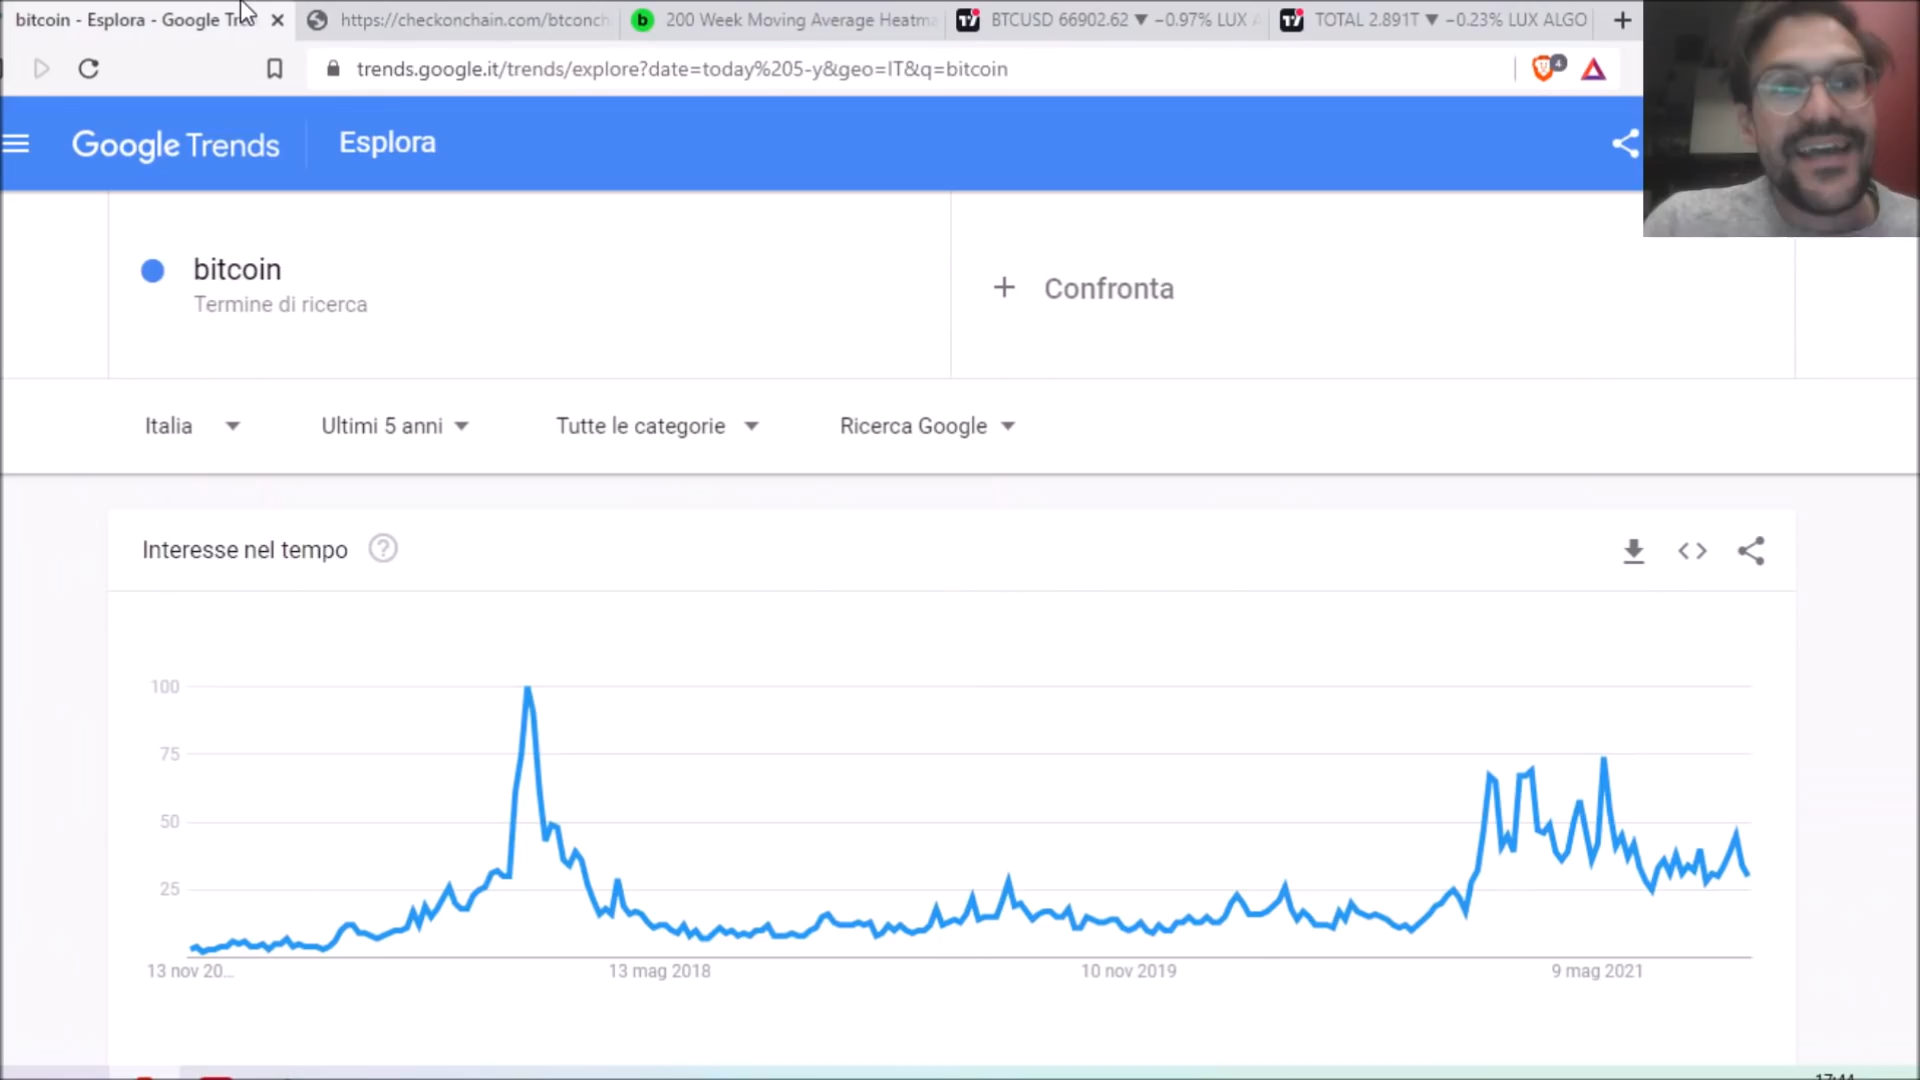 bitcoin - Esplora - Google Tre
https://checkonchain.com/btconch
200 Week Moving Average Heatm
BTCUSD 66902.62 ▼ −0.97% LUX A
TOTAL 2.891T ▼ −0.23% LUX ALGO
trends.google.it/trends/explore?date=today%205-y&geo=IT&q=bitcoin
4
Google Trends
Esplora
bitcoin
Termine di ricerca
+ Confronta
Italia
Ultimi 5 anni
Tutte le categorie
Ricerca Google
Interesse nel tempo
100
75
50
25
13 nov 20...
13 mag 2018
10 nov 2019
9 mag 2021